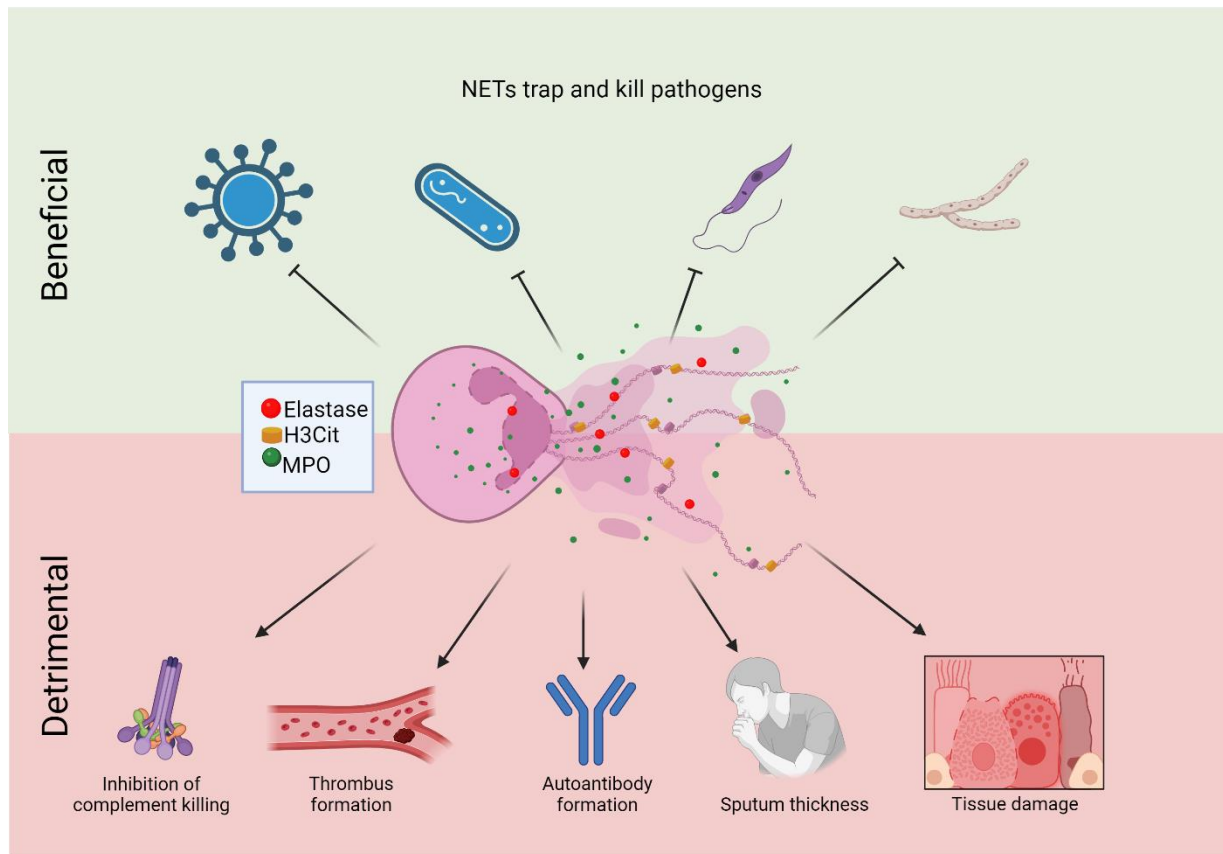 NETs trap and kill pathogens
Beneficial
Elastase
H3Cit
MPO
Detrimental
Inhibition of
complement killing
Thrombus
formation
Autoantibody
formation
Sputum thickness
Tissue damage